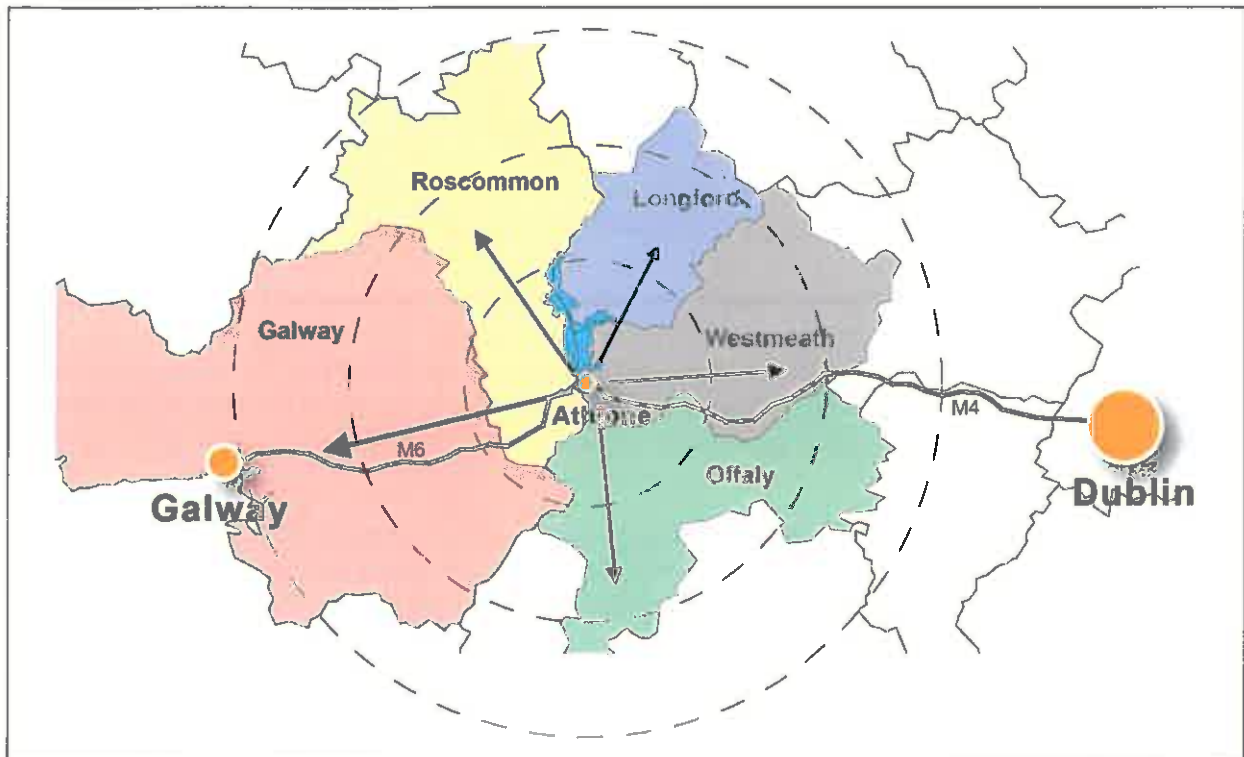 Roscommon
Longford
Galway
Westmeath
Athlone
M4
M6
Offaly
Galway
Dublin